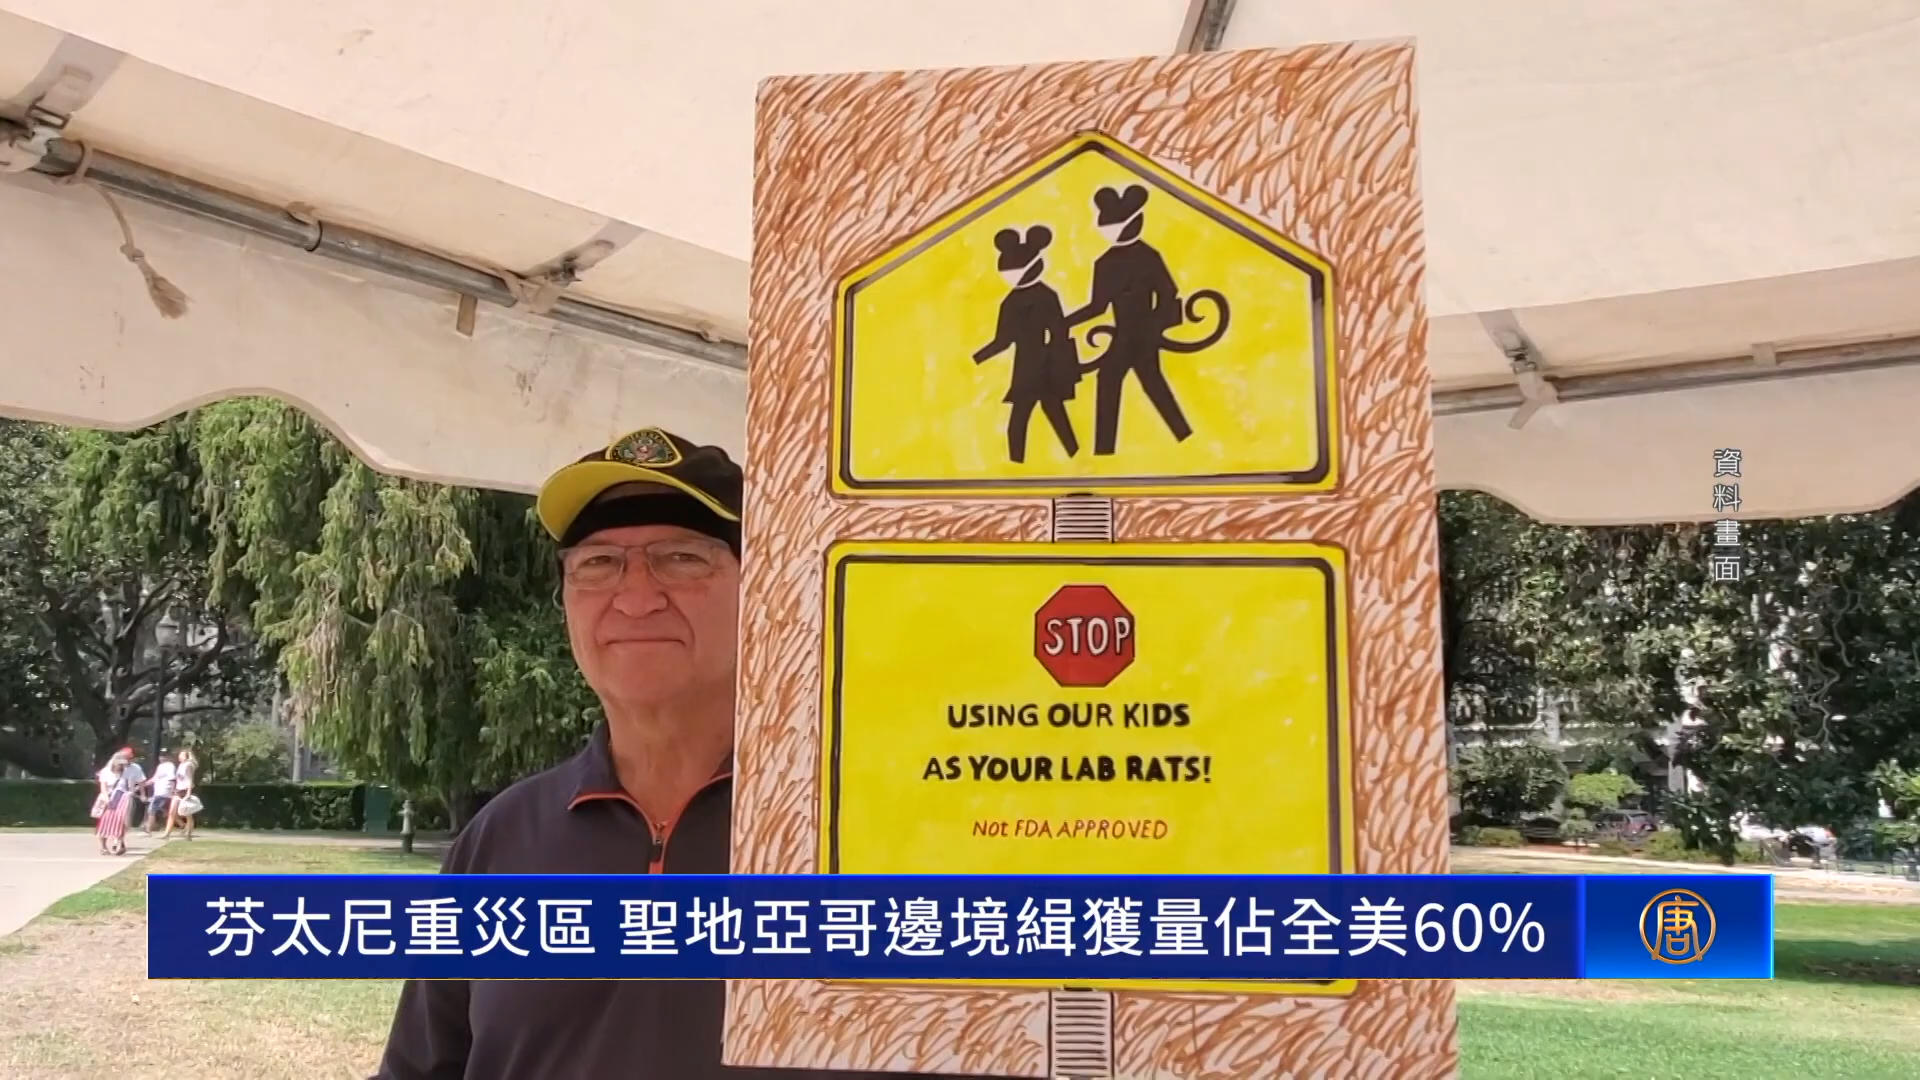 STOP
USING OUR KIDS
AS YOUR LAB RATS!
Not FDA APPROVED
資料畫面
芬太尼重災區 聖地亞哥邊境緝獲量佔全美60%
唐